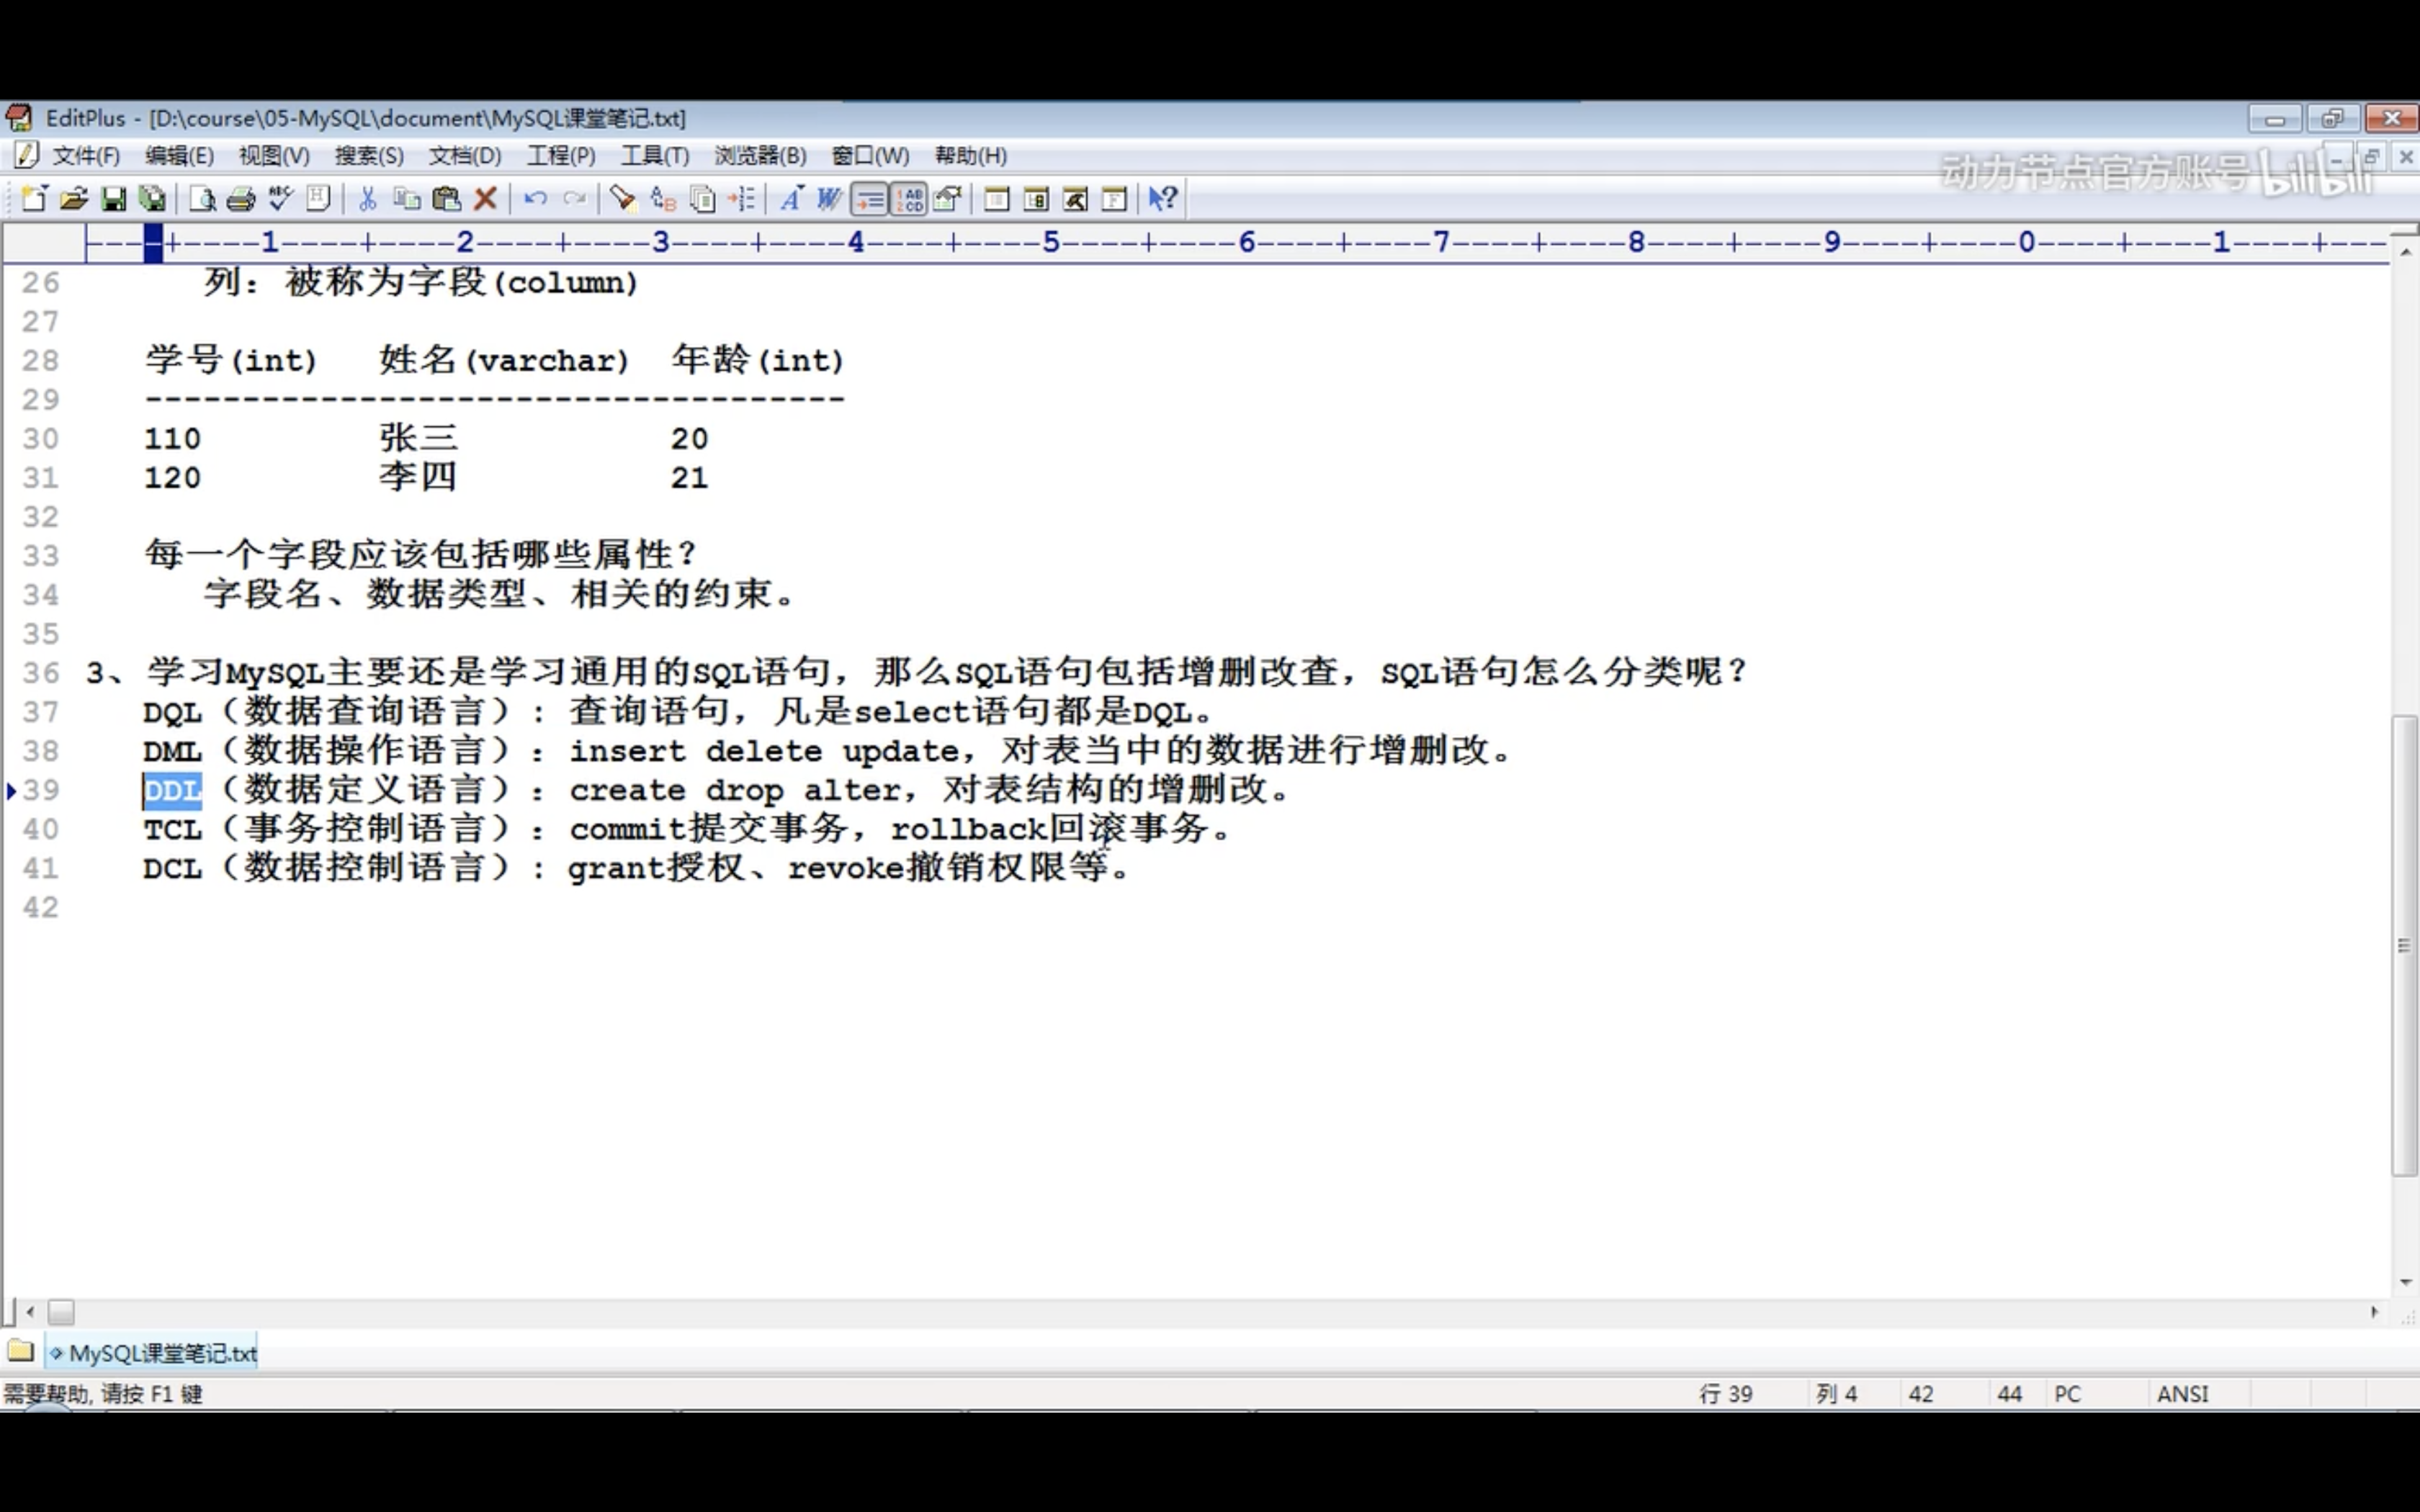 EditPlus - [D:\course\05-MySQL\document\MySQL课堂笔记.txt]
文件(F) 编辑(E) 视图(V) 搜索(S) 文档(D) 工程(P) 工具(T) 浏览器(B) 窗口(W) 帮助(H)
动力节点官方账号 bilibili
----+----1----+----2----+----3----+----4----+----5----+----6----+----7----+----8----+----9----+----0----+----1----+---
26 列：被称为字段(column)
27
28 学号(int) 姓名(varchar) 年龄(int)
29 ------------------------------------
30 110 张三 20
31 120 李四 21
32
33 每一个字段应该包括哪些属性？
34 字段名、数据类型、相关的约束。
35
36 3、学习MySQL主要还是学习通用的SQL语句，那么SQL语句包括增删改查，SQL语句怎么分类呢？
37 DQL（数据查询语言）：查询语句，凡是select语句都是DQL。
38 DML（数据操作语言）：insert delete update，对表当中的数据进行增删改。
39 DDL（数据定义语言）：create drop alter，对表结构的增删改。
40 TCL（事务控制语言）：commit提交事务，rollback回滚事务。
41 DCL（数据控制语言）：grant授权、revoke撤销权限等。
42
MySQL课堂笔记.txt
需要帮助, 请按 F1 键 行 39 列 4 42 44 PC ANSI